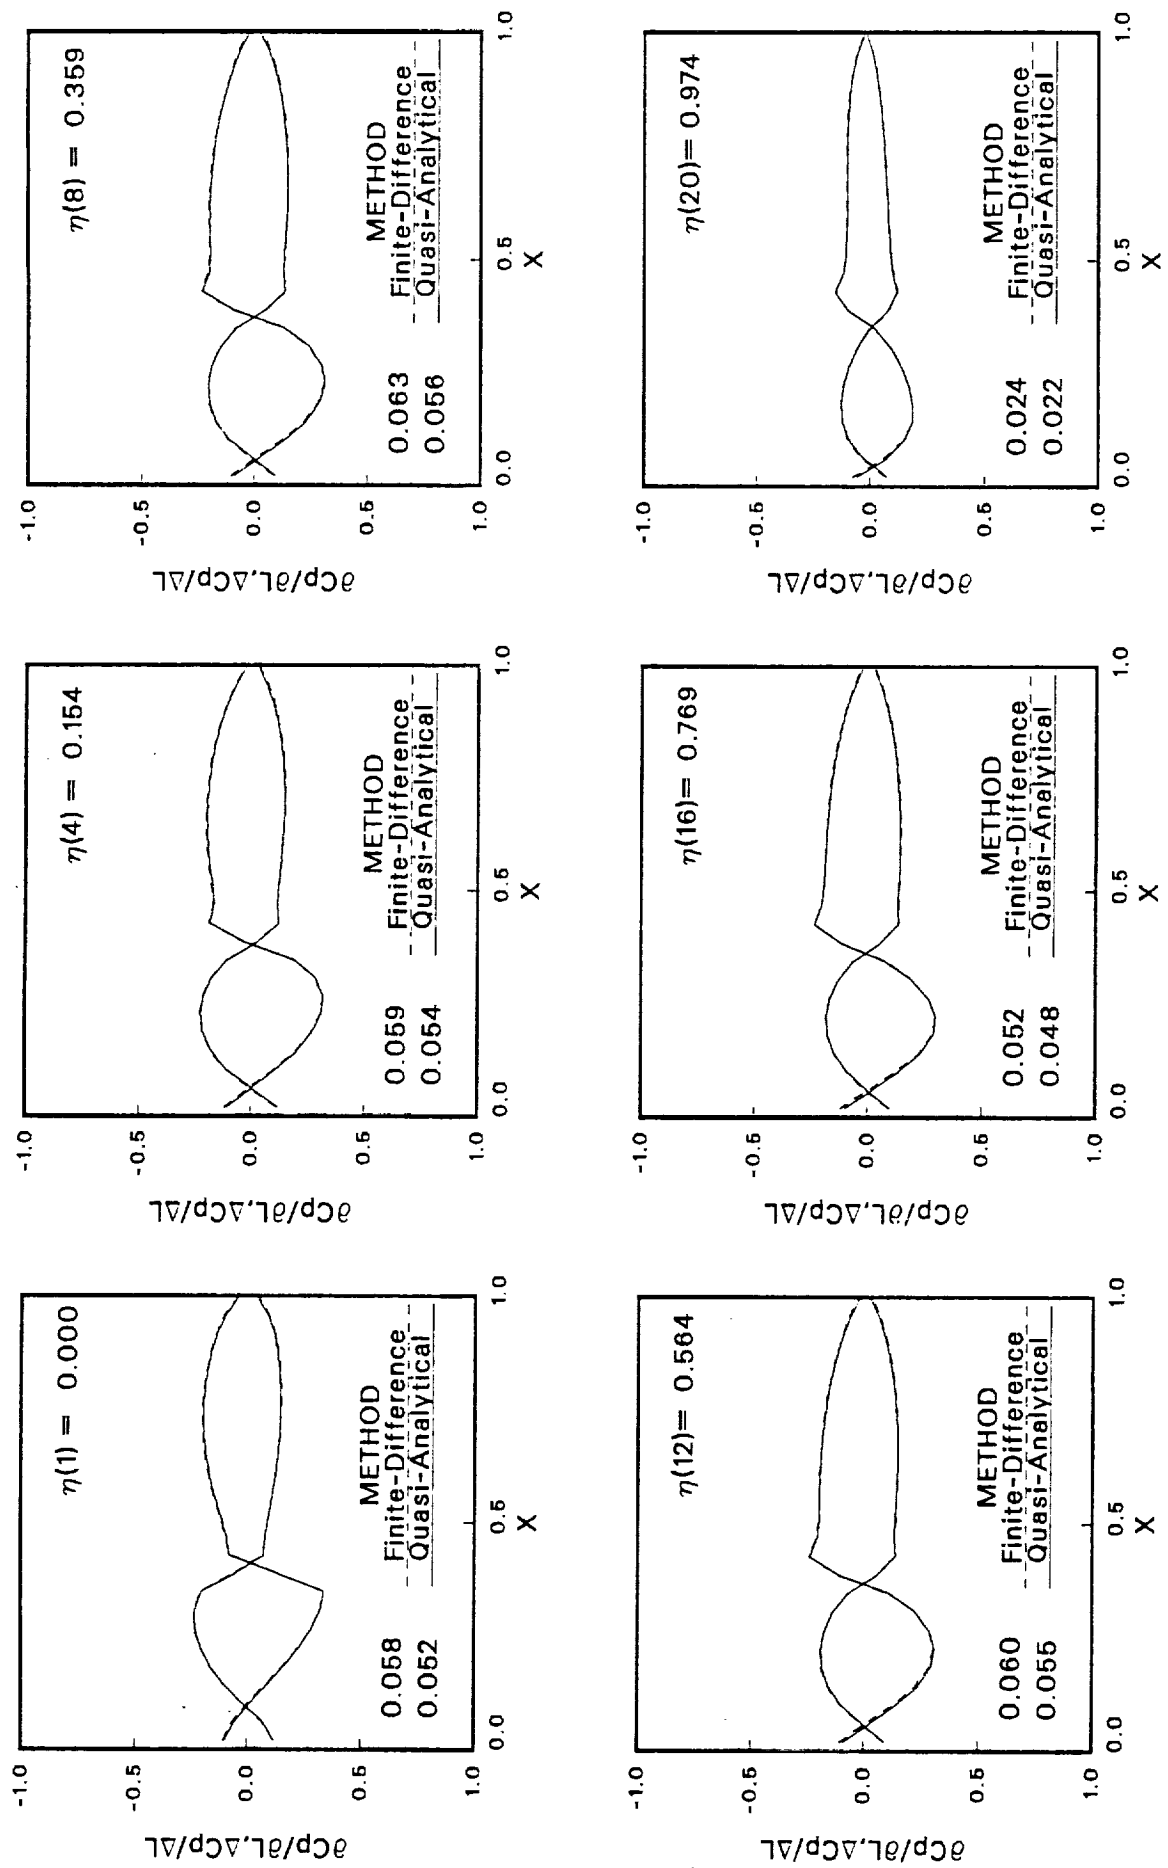 η(1) = 0.000
-1.0
-0.5
0.0
0.5
1.0
∂Cp/∂L,ΔCp/ΔL
METHOD
0.058 Finite-Difference
0.052 Quasi-Analytical
0.0 0.5 1.0
X
η(4) = 0.154
-1.0
-0.5
0.0
0.5
1.0
∂Cp/∂L,ΔCp/ΔL
METHOD
0.059 Finite-Difference
0.054 Quasi-Analytical
0.0 0.5 1.0
X
η(8) = 0.359
-1.0
-0.5
0.0
0.5
1.0
∂Cp/∂L,ΔCp/ΔL
METHOD
0.063 Finite-Difference
0.056 Quasi-Analytical
0.0 0.5 1.0
X
η(12)= 0.564
-1.0
-0.5
0.0
0.5
1.0
∂Cp/∂L,ΔCp/ΔL
METHOD
0.060 Finite-Difference
0.055 Quasi-Analytical
0.0 0.5 1.0
X
η(16)= 0.769
-1.0
-0.5
0.0
0.5
1.0
∂Cp/∂L,ΔCp/ΔL
METHOD
0.052 Finite-Difference
0.048 Quasi-Analytical
0.0 0.5 1.0
X
η(20)= 0.974
-1.0
-0.5
0.0
0.5
1.0
∂Cp/∂L,ΔCp/ΔL
METHOD
0.024 Finite-Difference
0.022 Quasi-Analytical
0.0 0.5 1.0
X